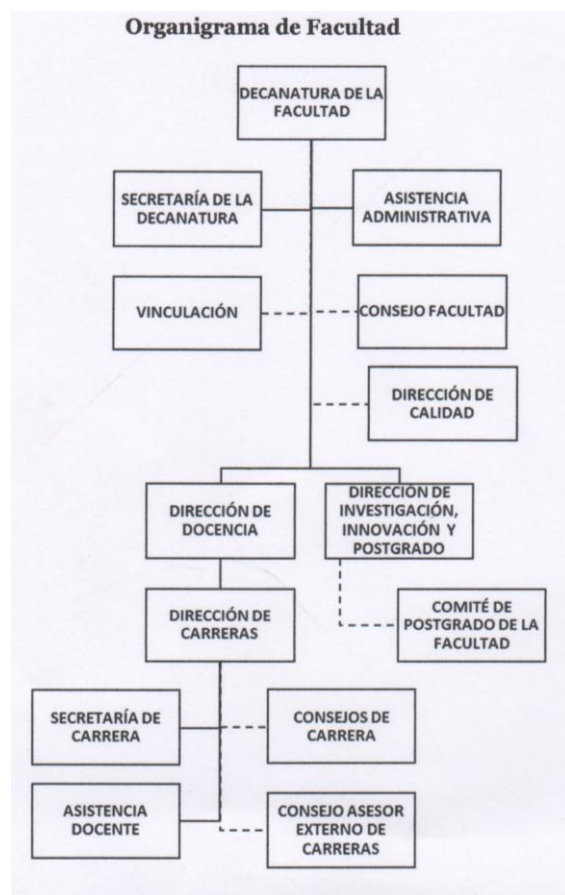 Organigrama de Facultad
DECANATURA DE LA
FACULTAD
SECRETARÍA DE LA
DECANATURA
ASISTENCIA
ADMINISTRATIVA
VINCULACIÓN
CONSEJO FACULTAD
DIRECCIÓN DE
CALIDAD
DIRECCIÓN DE
DOCENCIA
DIRECCIÓN DE
INVESTIGACIÓN,
INNOVACIÓN Y
POSTGRADO
DIRECCIÓN DE
CARRERAS
COMITÉ DE
POSTGRADO DE LA
FACULTAD
SECRETARÍA DE
CARRERA
CONSEJOS DE
CARRERA
ASISTENCIA
DOCENTE
CONSEJO ASESOR
EXTERNO DE
CARRERAS